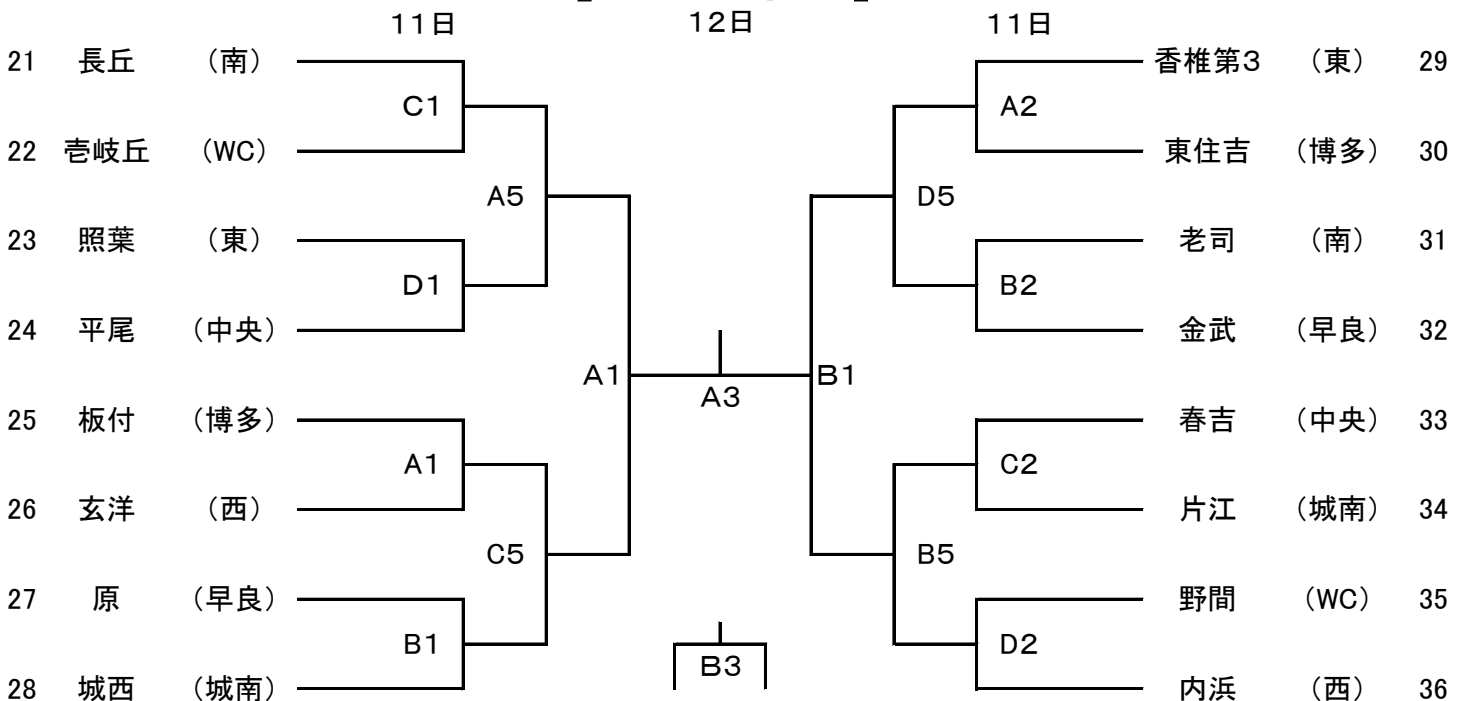 11日 12日 11日
21 長丘 （南） 香椎第3 （東） 29
C1 A2
22 壱岐丘 （WC） 東住吉 （博多） 30
A5 D5
23 照葉 （東） 老司 （南） 31
D1 B2
24 平尾 （中央） 金武 （早良） 32
A1 A3 B1
25 板付 （博多） 春吉 （中央） 33
A1 C2
26 玄洋 （西） 片江 （城南） 34
C5 B5
27 原 （早良） 野間 （WC） 35
B1 B3 D2
28 城西 （城南） 内浜 （西） 36